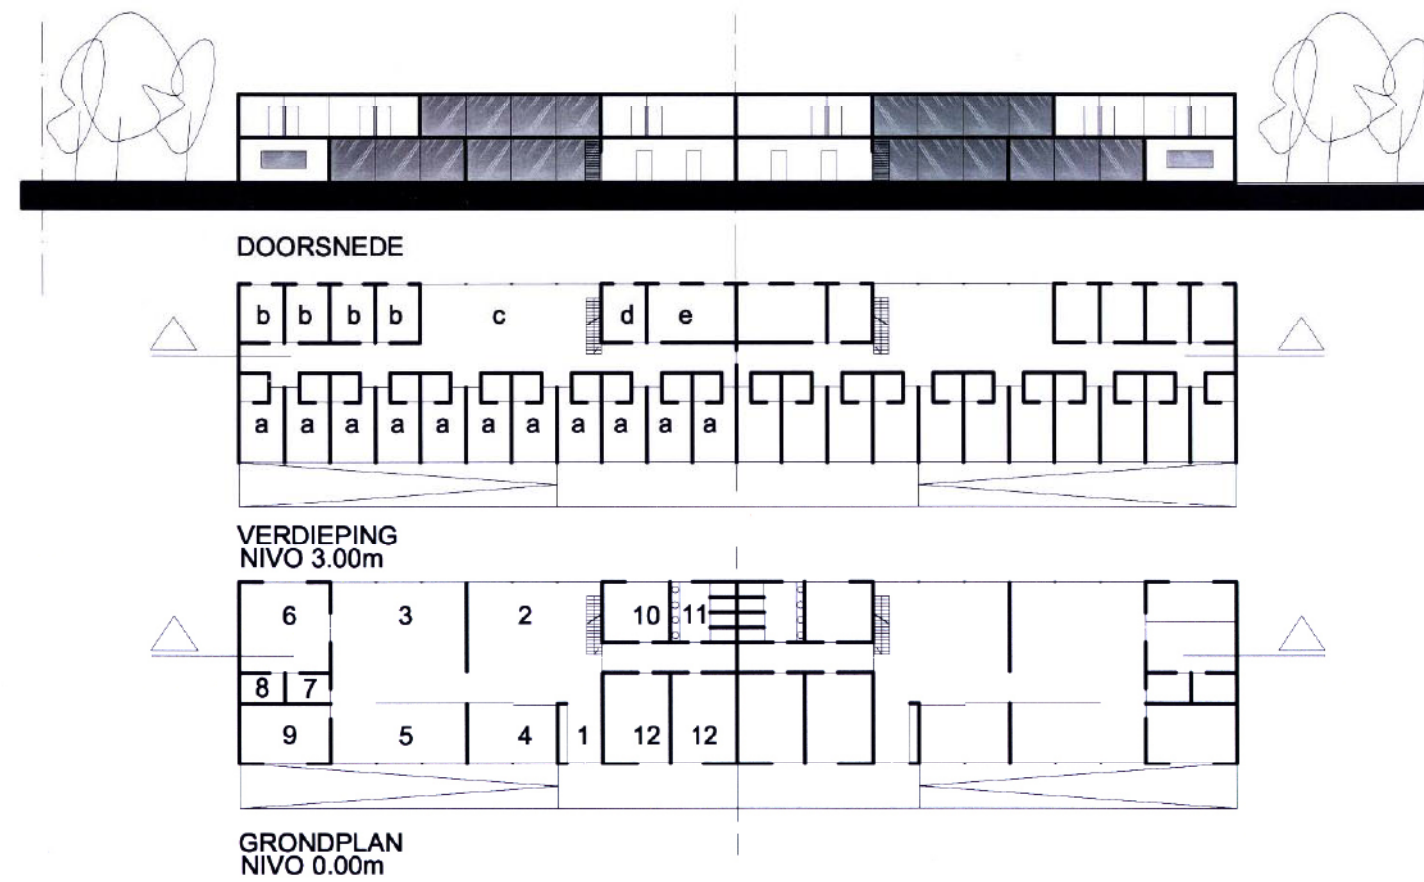 DOORSNEDE
b b b b c d e
a a a a a a a a a a a
VERDIEPING
NIVO 3.00m
6 3 2 10 11
8 7
9 5 4 1 12 12
GRONDPLAN
NIVO 0.00m